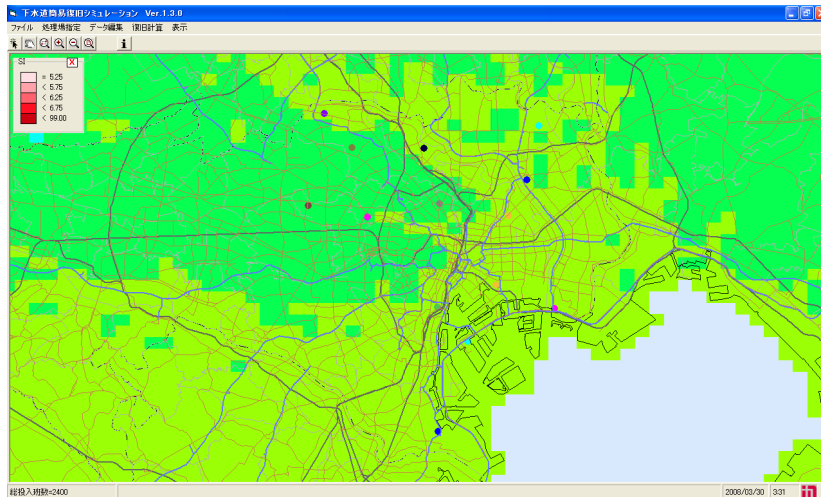 下水道簡易復旧シミュレーション Ver.1.3.0
ファイル 処理場指定 データ編集 復旧計算 表示
SI
= 5.25
< 5.75
< 6.25
< 6.75
< 99.00
総投入班数=2400
2008/03/30 3:31